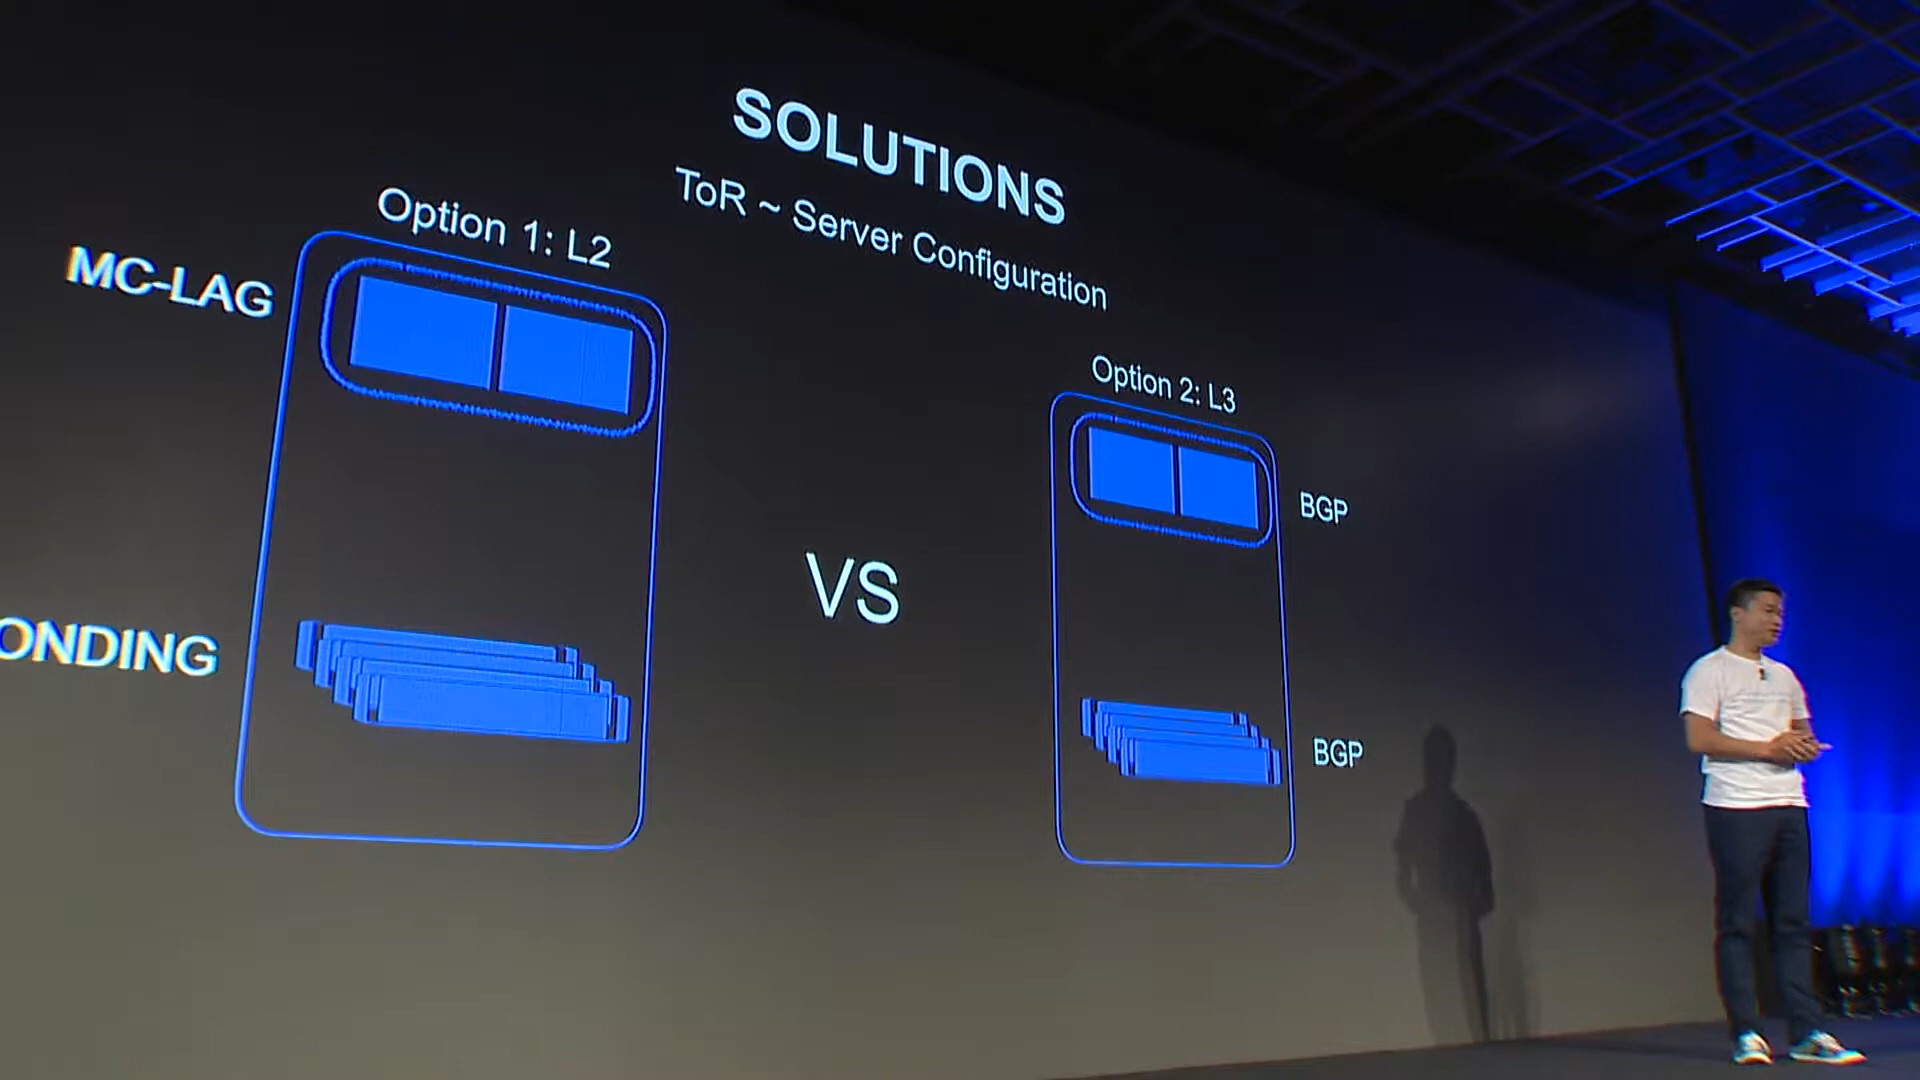 SOLUTIONS
ToR ~ Server Configuration
Option 1: L2
MC-LAG
ONDING
VS
Option 2: L3
BGP
BGP